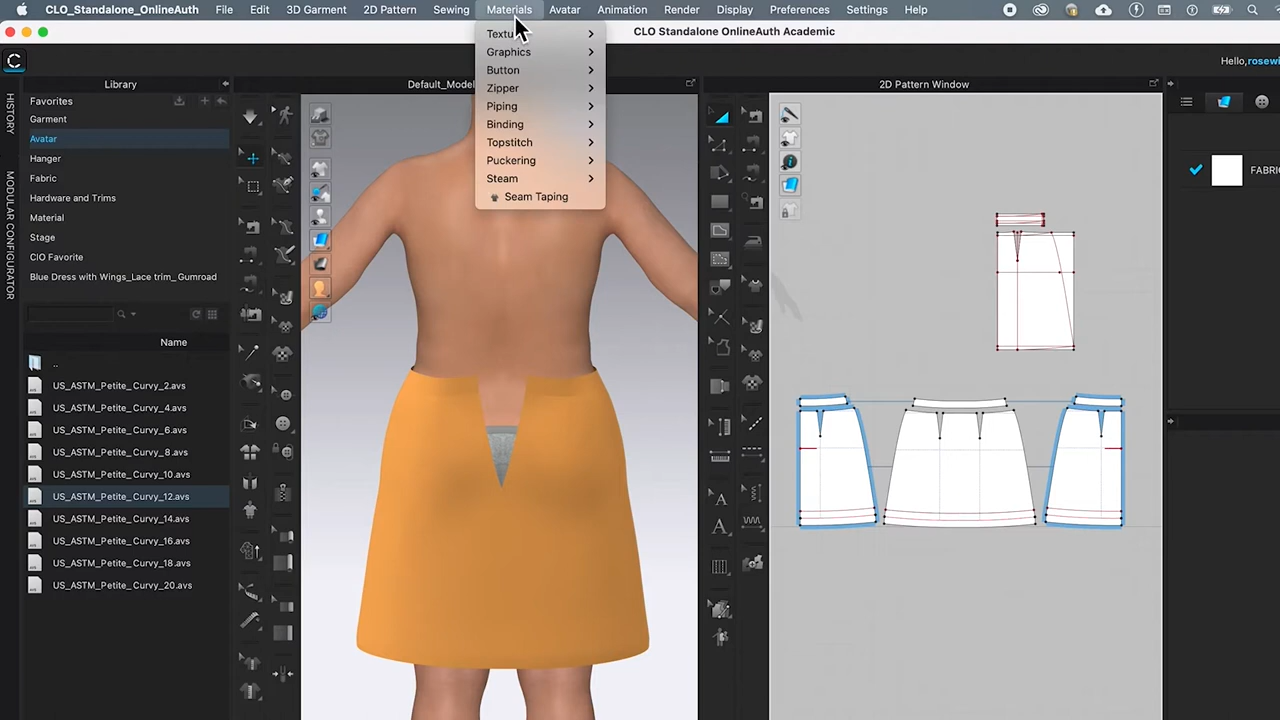 CLO_Standalone_OnlineAuth File Edit 3D Garment 2D Pattern Sewing Materials Avatar Animation Render Display Preferences Settings Help
CLO Standalone OnlineAuth Academic
Hello,rosewi
Library
Default_Model
2D Pattern Window
HISTORY
MODULAR CONFIGURATOR
Favorites
Garment
Avatar
Hanger
Fabric
Hardware and Trims
Material
Stage
CLO Favorite
Blue Dress with Wings_Lace trim_Gumroad
Name
..
US_ASTM_Petite_Curvy_2.avs
US_ASTM_Petite_Curvy_4.avs
US_ASTM_Petite_Curvy_6.avs
US_ASTM_Petite_Curvy_8.avs
US_ASTM_Petite_Curvy_10.avs
US_ASTM_Petite_Curvy_12.avs
US_ASTM_Petite_Curvy_14.avs
US_ASTM_Petite_Curvy_16.avs
US_ASTM_Petite_Curvy_18.avs
US_ASTM_Petite_Curvy_20.avs
Textu
Graphics
Button
Zipper
Piping
Binding
Topstitch
Puckering
Steam
Seam Taping
FABRIC